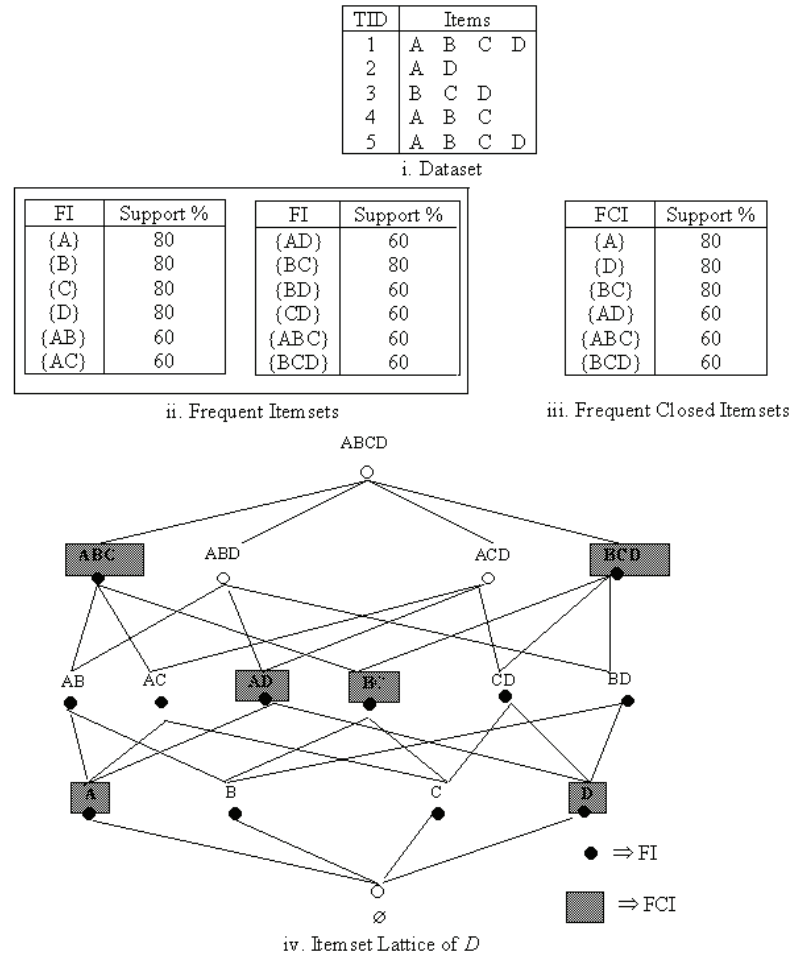 TID Items
1 A B C D
2 A D
3 B C D
4 A B C
5 A B C D
i. Dataset
FI Support %
{A} 80
{B} 80
{C} 80
{D} 80
{AB} 60
{AC} 60
FI Support %
{AD} 60
{BC} 80
{BD} 60
{CD} 60
{ABC} 60
{BCD} 60
ii. Frequent Itemsets
FCI Support %
{A} 80
{D} 80
{BC} 80
{AD} 60
{ABC} 60
{BCD} 60
iii. Frequent Closed Itemsets
ABCD
ABC ABD ACD BCD
AB AC AD BC CD BD
A B C D
⇒ FI
∅
⇒ FCI
iv. Itemset Lattice of D